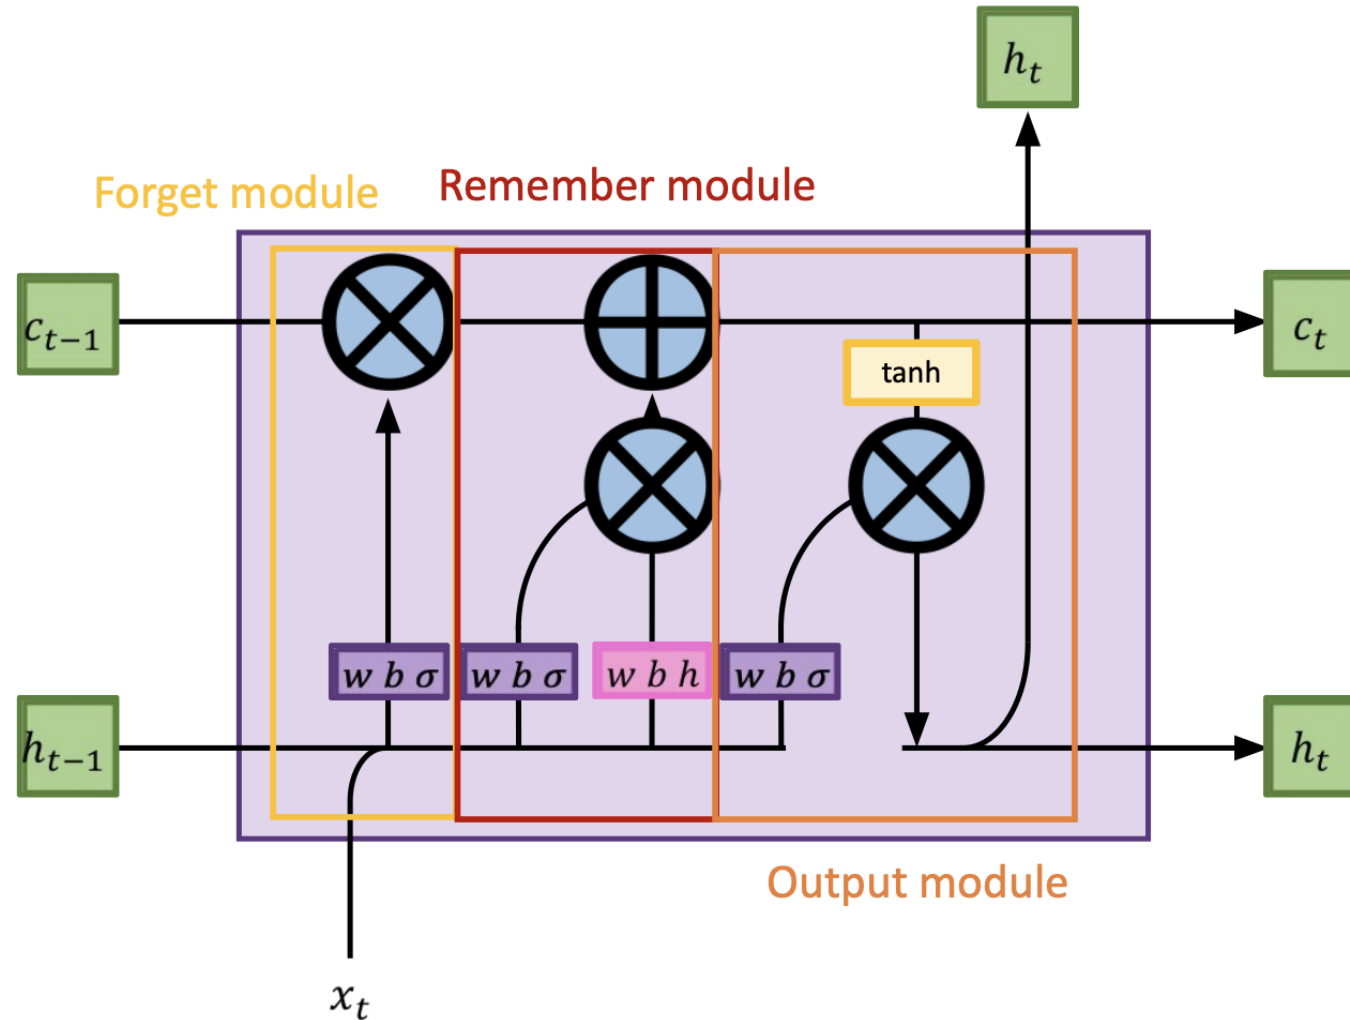 h_t
Remember module
Forget module
c_{t-1}
c_t
tanh
w b σ
w b σ
w b h
w b σ
h_{t-1}
h_t
Output module
x_t